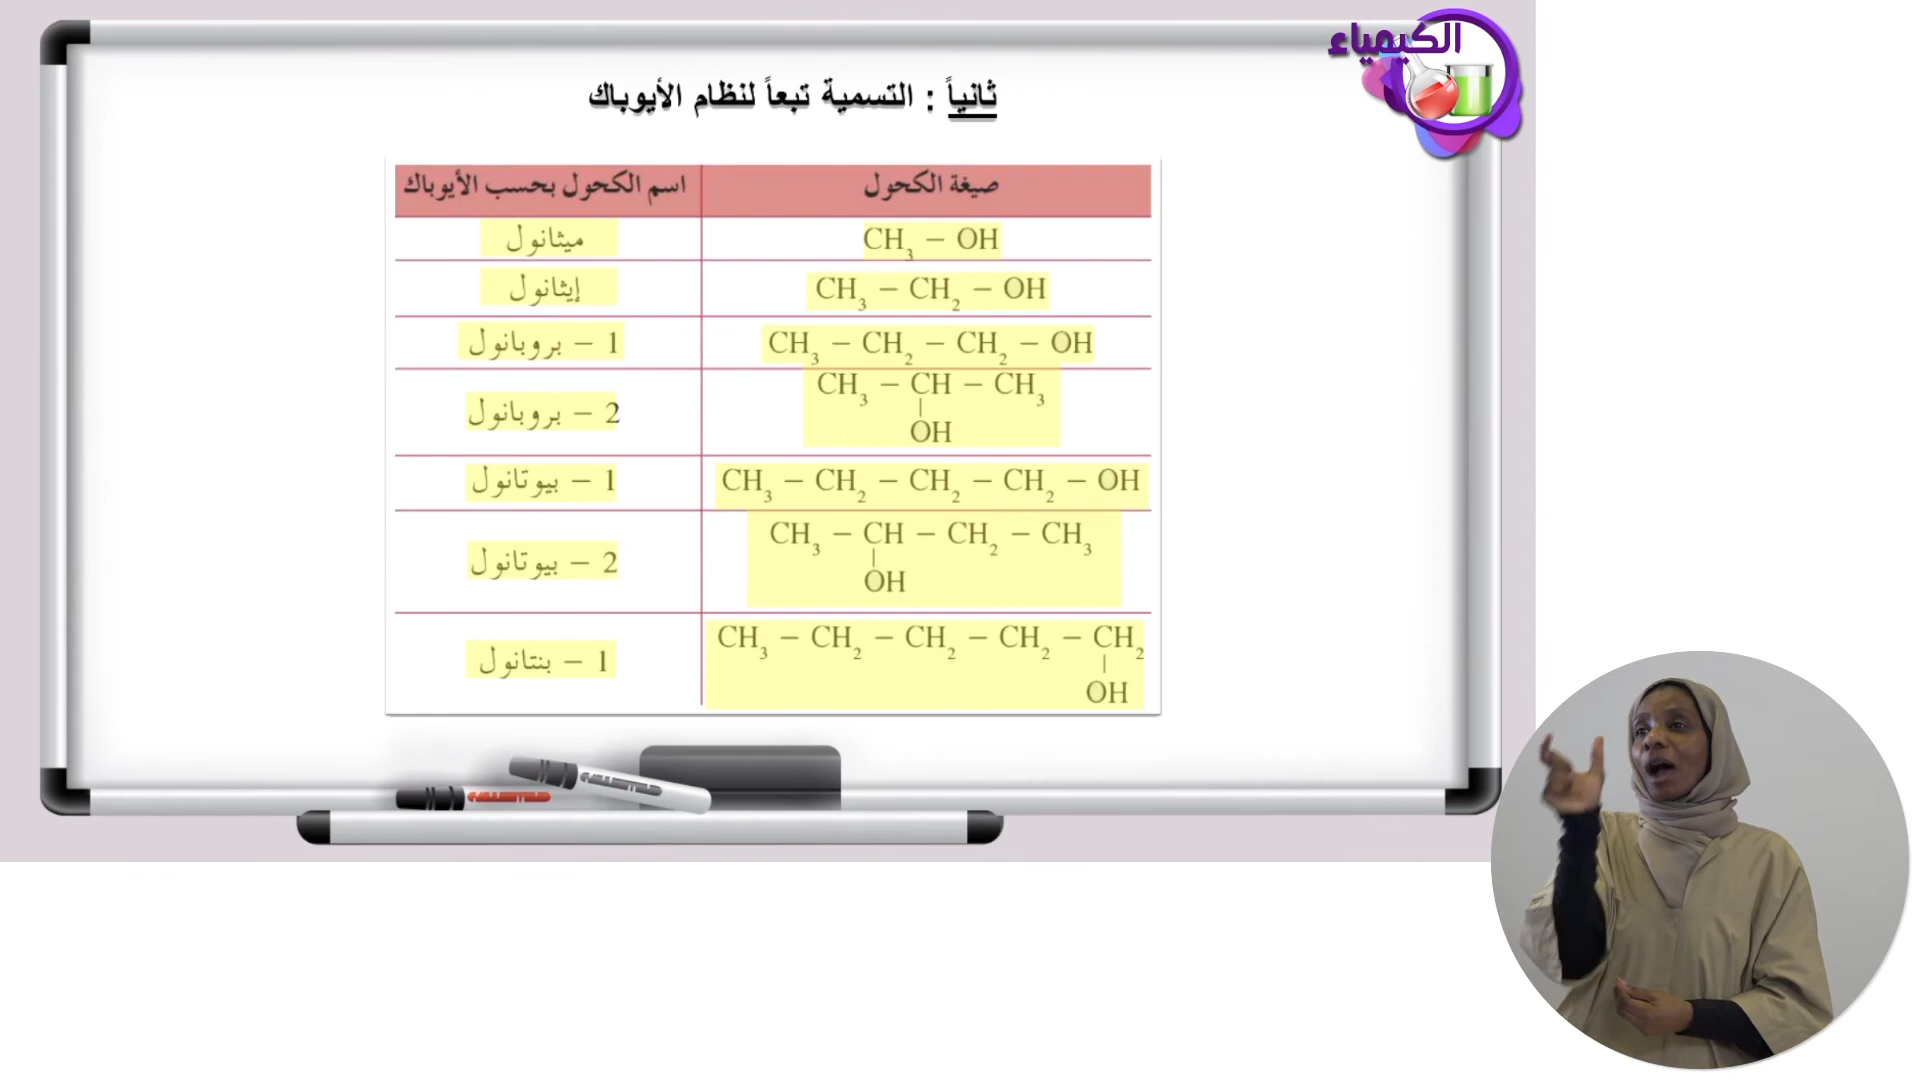 الكيمياء
ثانياً : التسمية تبعاً لنظام الأيوباك
صيغة الكحول
اسم الكحول بحسب الأيوباك
CH₃ – OH
ميثانول
CH₃ – CH₂ – OH
إيثانول
CH₃ – CH₂ – CH₂ – OH
1 – بروبانول
CH₃ – CH – CH₃
|
OH
2 – بروبانول
CH₃ – CH₂ – CH₂ – CH₂ – OH
1 – بيوتانول
CH₃ – CH – CH₂ – CH₃
|
OH
2 – بيوتانول
CH₃ – CH₂ – CH₂ – CH₂ – CH₂
|
OH
1 – بنتانول